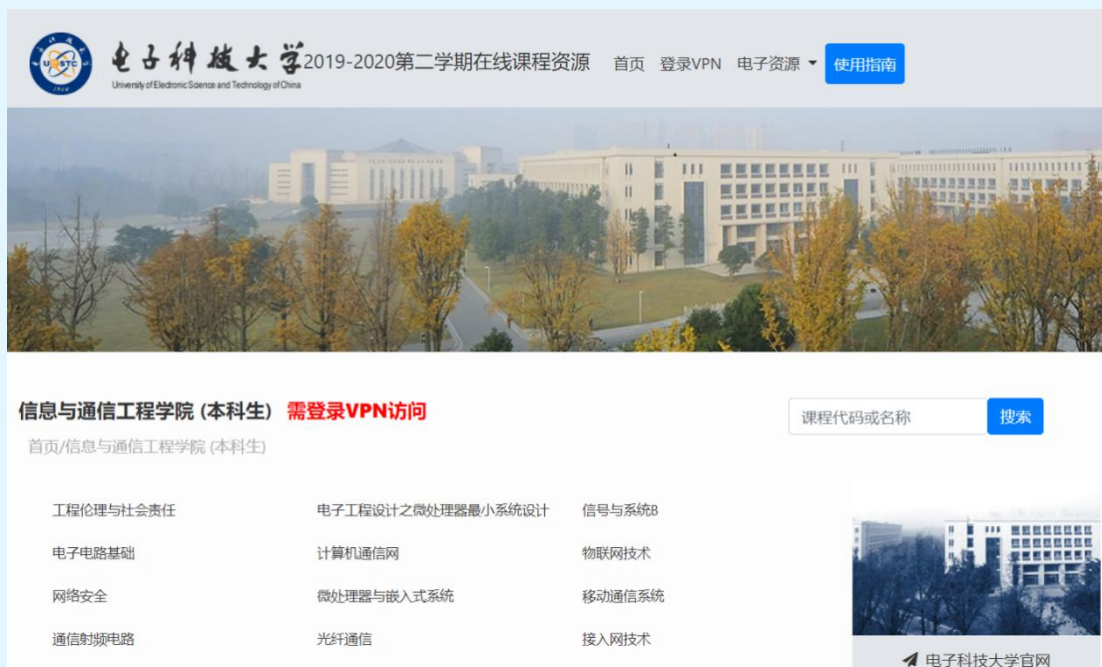 电子科技大学
University of Electronic Science and Technology of China
UESTC
1956
2019-2020第二学期在线课程资源 首页 登录VPN 电子资源 使用指南
信息与通信工程学院 (本科生) 需登录VPN访问
课程代码或名称 搜索
首页/信息与通信工程学院 (本科生)
工程伦理与社会责任 电子工程设计之微处理器最小系统设计 信号与系统B
电子电路基础 计算机通信网 物联网技术
网络安全 微处理器与嵌入式系统 移动通信系统
通信射频电路 光纤通信 接入网技术
电子科技大学官网